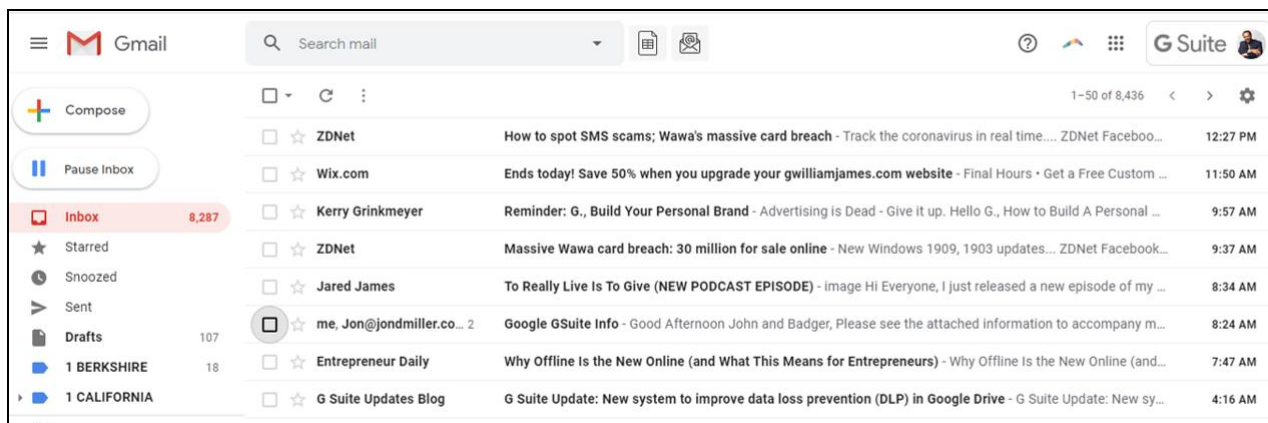 Gmail
Search mail
G Suite
Compose
1–50 of 8,436
ZDNet How to spot SMS scams; Wawa's massive card breach - Track the coronavirus in real time.... ZDNet Faceboo... 12:27 PM
Pause Inbox
Wix.com Ends today! Save 50% when you upgrade your gwilliamjames.com website - Final Hours • Get a Free Custom ... 11:50 AM
Inbox 8,287
Kerry Grinkmeyer Reminder: G., Build Your Personal Brand - Advertising is Dead - Give it up. Hello G., How to Build A Personal ... 9:57 AM
Starred
ZDNet Massive Wawa card breach: 30 million for sale online - New Windows 1909, 1903 updates... ZDNet Facebook... 9:37 AM
Snoozed
Jared James To Really Live Is To Give (NEW PODCAST EPISODE) - image Hi Everyone, I just released a new episode of my ... 8:34 AM
Sent
me, Jon@jondmiller.co... 2 Google GSuite Info - Good Afternoon John and Badger, Please see the attached information to accompany m... 8:24 AM
Drafts 107
Entrepreneur Daily Why Offline Is the New Online (and What This Means for Entrepreneurs) - Why Offline Is the New Online (and... 7:47 AM
1 BERKSHIRE 18
1 CALIFORNIA
G Suite Updates Blog G Suite Update: New system to improve data loss prevention (DLP) in Google Drive - G Suite Update: New sy... 4:16 AM